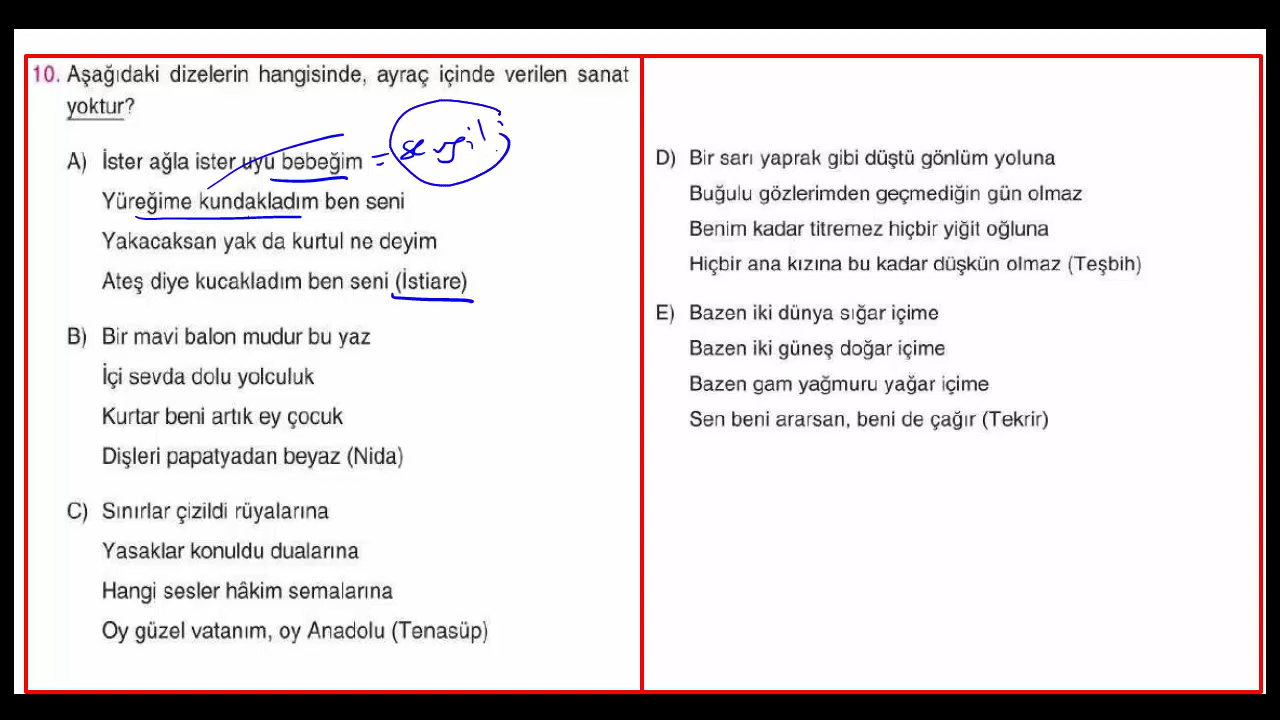 10. Aşağıdaki dizelerin hangisinde, ayraç içinde verilen sanat
yoktur?
A) İster ağla ister uyu bebeğim = sevgili
Yüreğime kundakladım ben seni
Yakacaksan yak da kurtul ne deyim
Ateş diye kucakladım ben seni (İstiare)
B) Bir mavi balon mudur bu yaz
İçi sevda dolu yolculuk
Kurtar beni artık ey çocuk
Dişleri papatyadan beyaz (Nida)
C) Sınırlar çizildi rüyalarına
Yasaklar konuldu dualarına
Hangi sesler hâkim semalarına
Oy güzel vatanım, oy Anadolu (Tenasüp)
D) Bir sarı yaprak gibi düştü gönlüm yoluna
Buğulu gözlerimden geçmediğin gün olmaz
Benim kadar titremez hiçbir yiğit oğluna
Hiçbir ana kızına bu kadar düşkün olmaz (Teşbih)
E) Bazen iki dünya sığar içime
Bazen iki güneş doğar içime
Bazen gam yağmuru yağar içime
Sen beni ararsan, beni de çağır (Tekrir)